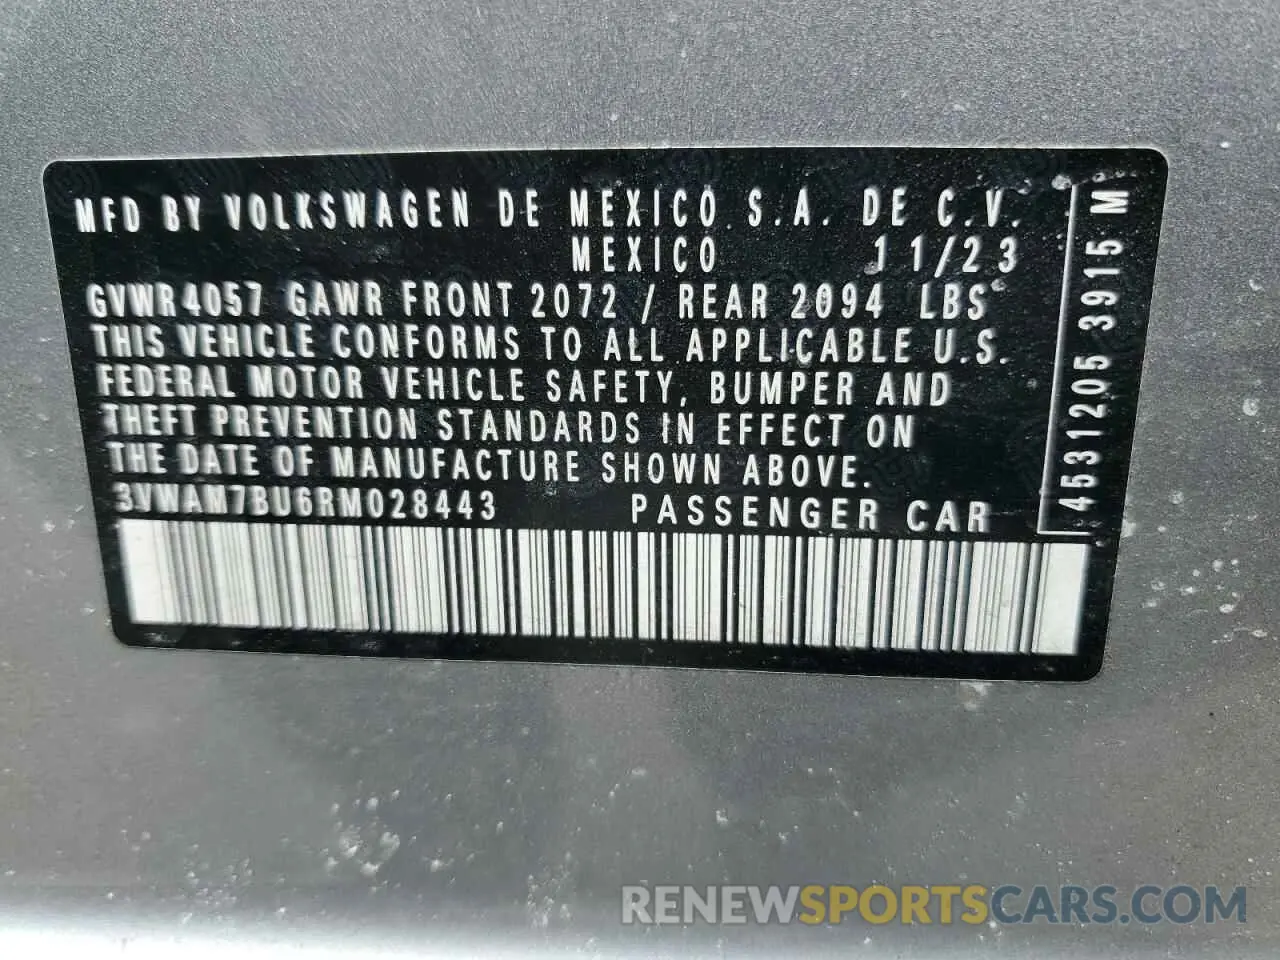 MFD BY VOLKSWAGEN DE MEXICO S.A. DE C.V.
MEXICO 11/23
GVWR 4057 GAWR FRONT 2072 / REAR 2094 LBS
THIS VEHICLE CONFORMS TO ALL APPLICABLE U.S.
FEDERAL MOTOR VEHICLE SAFETY, BUMPER AND
THEFT PREVENTION STANDARDS IN EFFECT ON
THE DATE OF MANUFACTURE SHOWN ABOVE.
3VWAM7BU6RM028443 PASSENGER CAR
4531205 3915 M
RENEWSPORTSCARS.COM